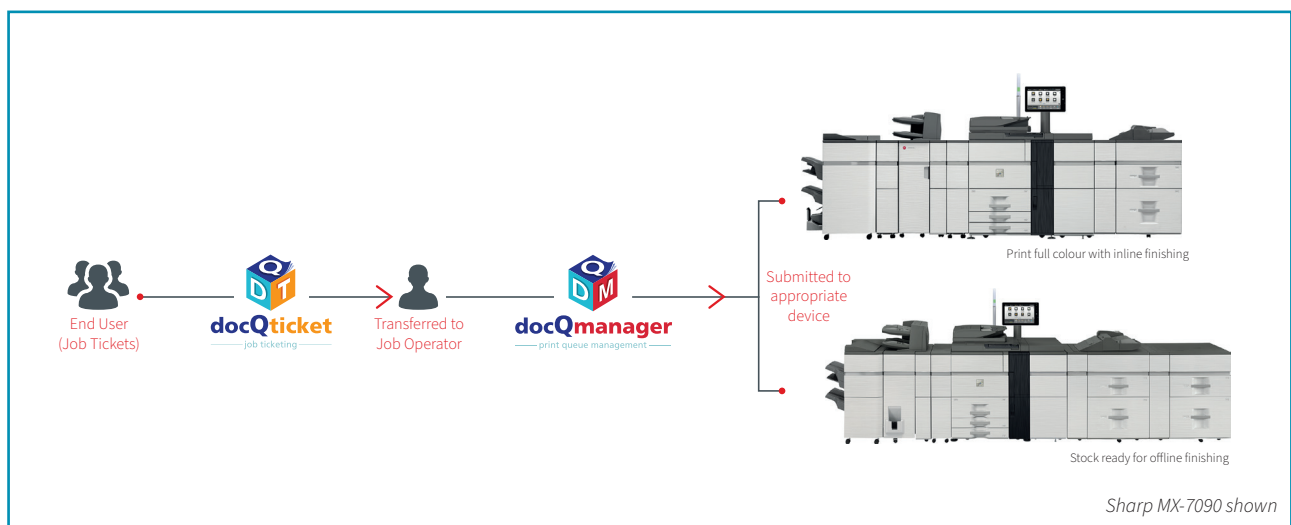 Print full colour with inline finishing
End User
(Job Tickets)
Q
D T
docQticket
job ticketing
Transferred to
Job Operator
Q
D M
docQmanager
print queue management
Submitted to
appropriate
device
Stock ready for offline finishing
Sharp MX-7090 shown